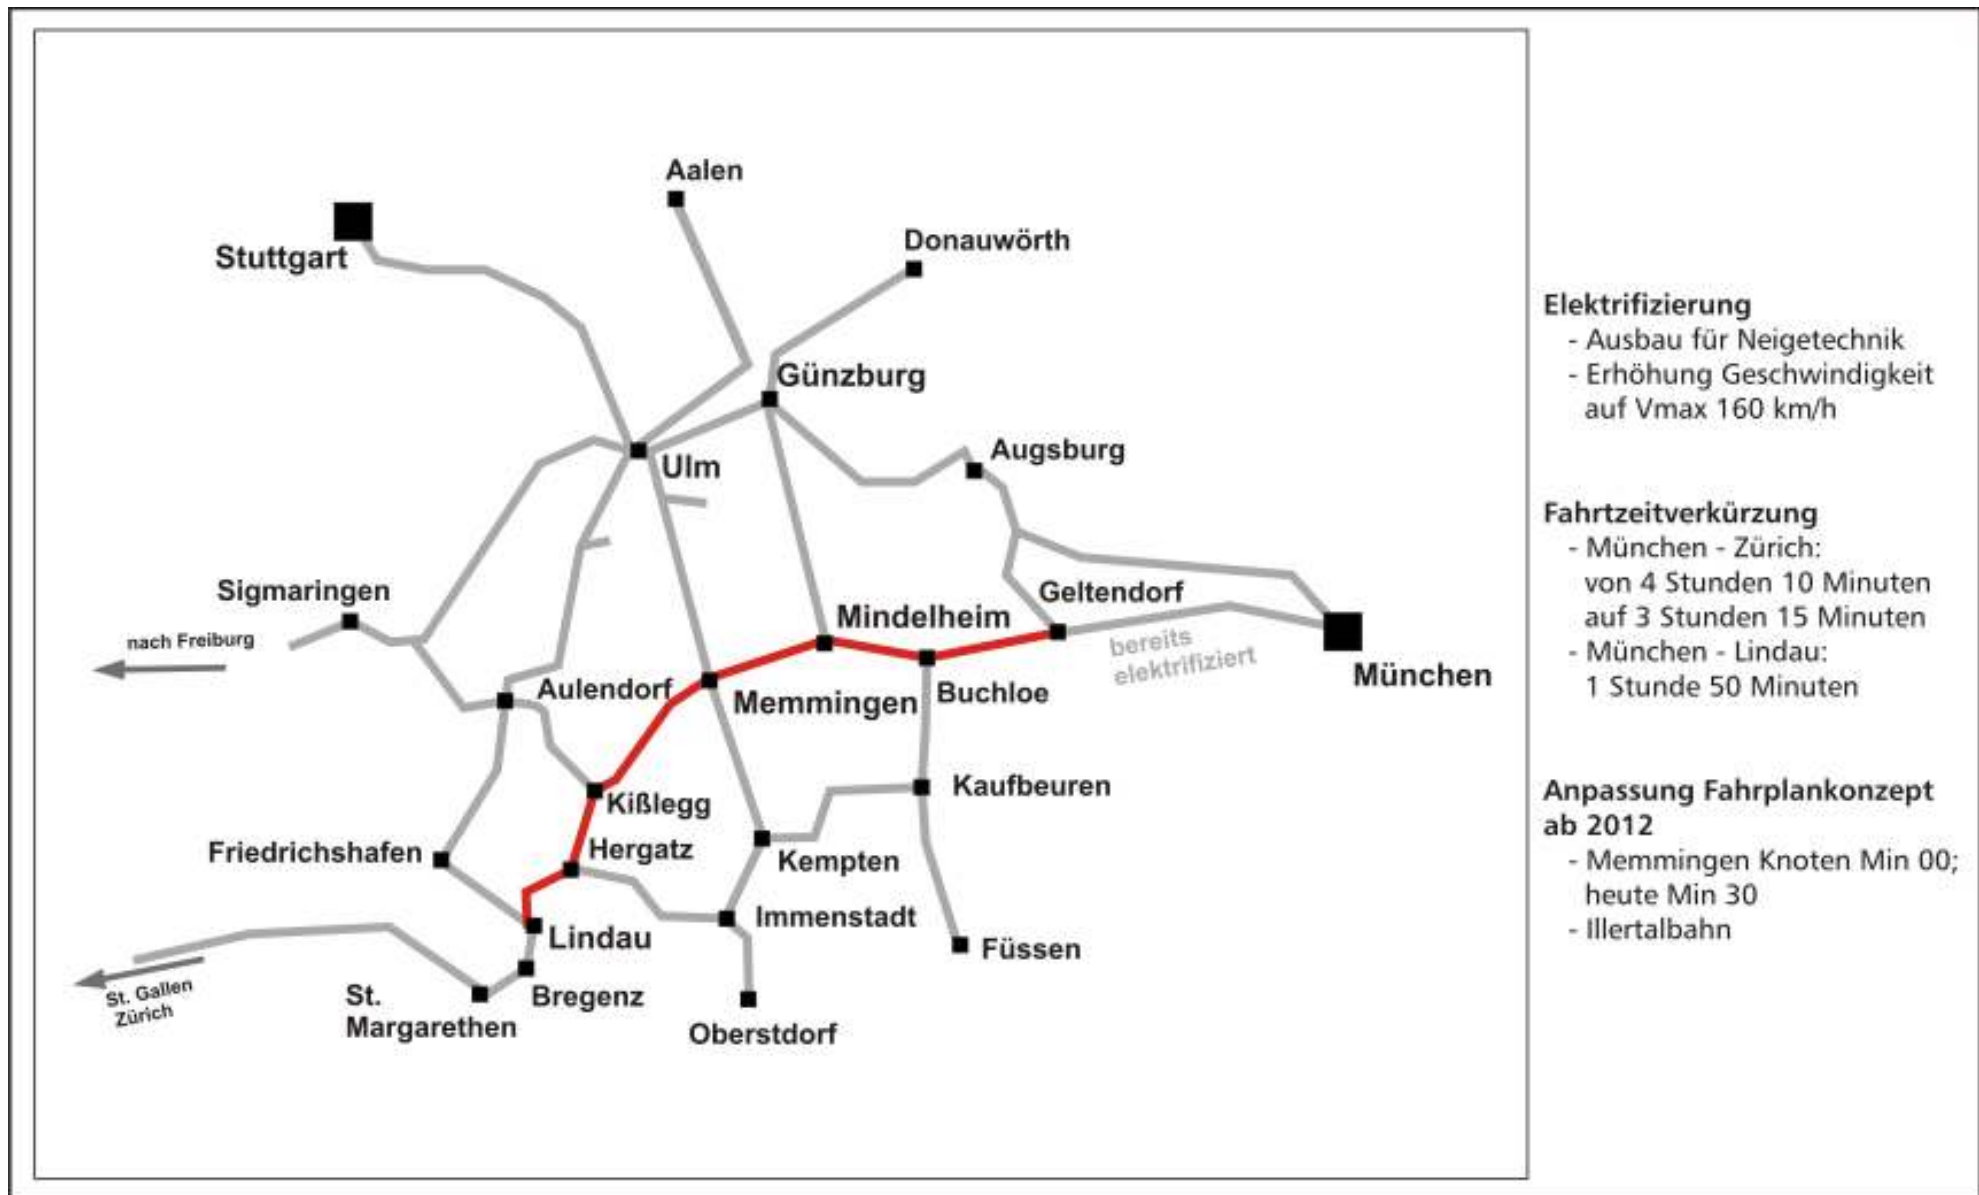 Aalen
Stuttgart
Donauwörth
Günzburg
Augsburg
Ulm
Sigmaringen
nach Freiburg
Geltendorf
Mindelheim
bereits
elektrifiziert
München
Aulendorf
Memmingen
Buchloe
Kißlegg
Kaufbeuren
Hergatz
Friedrichshafen
Kempten
Immenstadt
Lindau
Füssen
St. Gallen
Zürich
St.
Margarethen
Bregenz
Oberstdorf
Elektrifizierung
- Ausbau für Neigetechnik
- Erhöhung Geschwindigkeit
auf Vmax 160 km/h
Fahrtzeitverkürzung
- München - Zürich:
von 4 Stunden 10 Minuten
auf 3 Stunden 15 Minuten
- München - Lindau:
1 Stunde 50 Minuten
Anpassung Fahrplankonzept
ab 2012
- Memmingen Knoten Min 00;
heute Min 30
- Illertalbahn